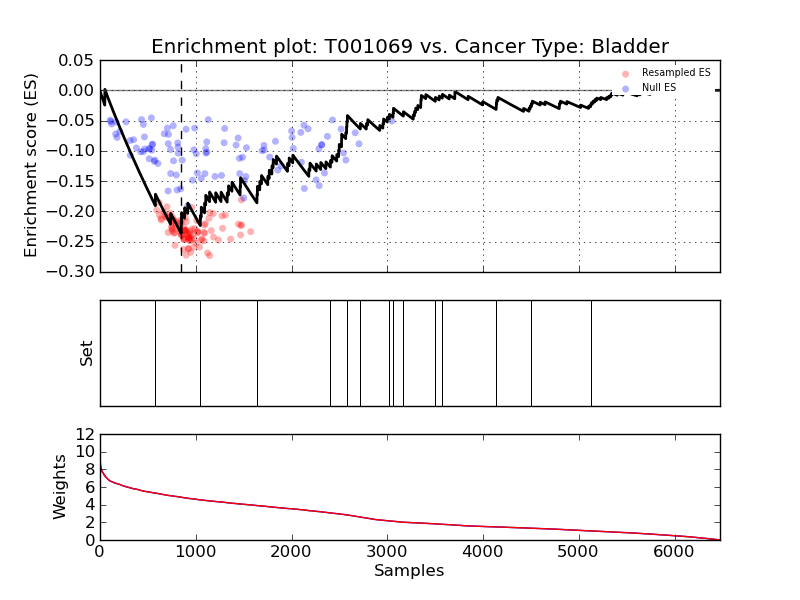 Enrichment plot: T001069 vs. Cancer Type: Bladder
Enrichment score (ES)
0.05
0.00
−0.05
−0.10
−0.15
−0.20
−0.25
−0.30
Resampled ES
Null ES
Set
Weights
12
10
8
6
4
2
0
0 1000 2000 3000 4000 5000 6000
Samples